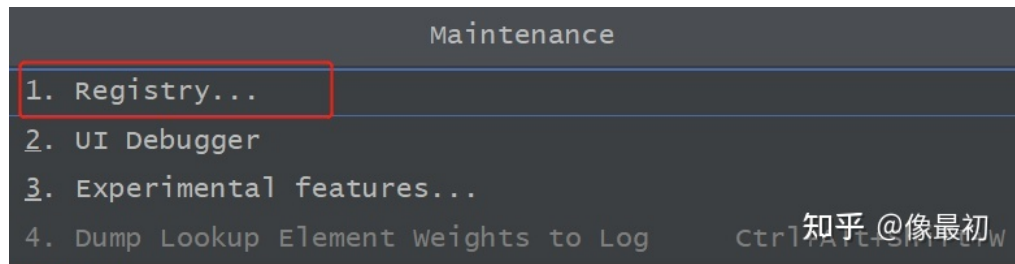 Maintenance
1. Registry...
2. UI Debugger
3. Experimental features...
4. Dump Lookup Element Weights to Log
知乎 @像最初